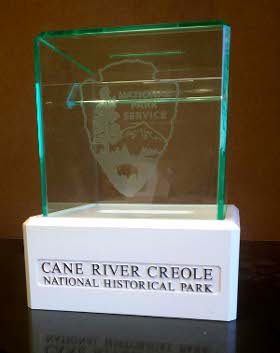 NATIONAL
PARK
SERVICE
CANE RIVER CREOLE
NATIONAL HISTORICAL PARK